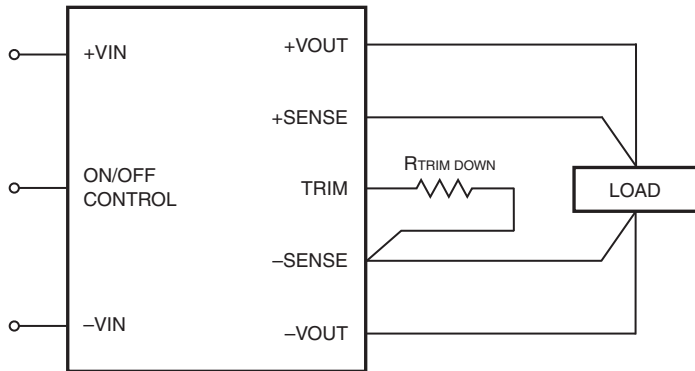 +VIN
ON/OFF
CONTROL
–VIN
+VOUT
+SENSE
TRIM
–SENSE
–VOUT
RTRIM DOWN
LOAD